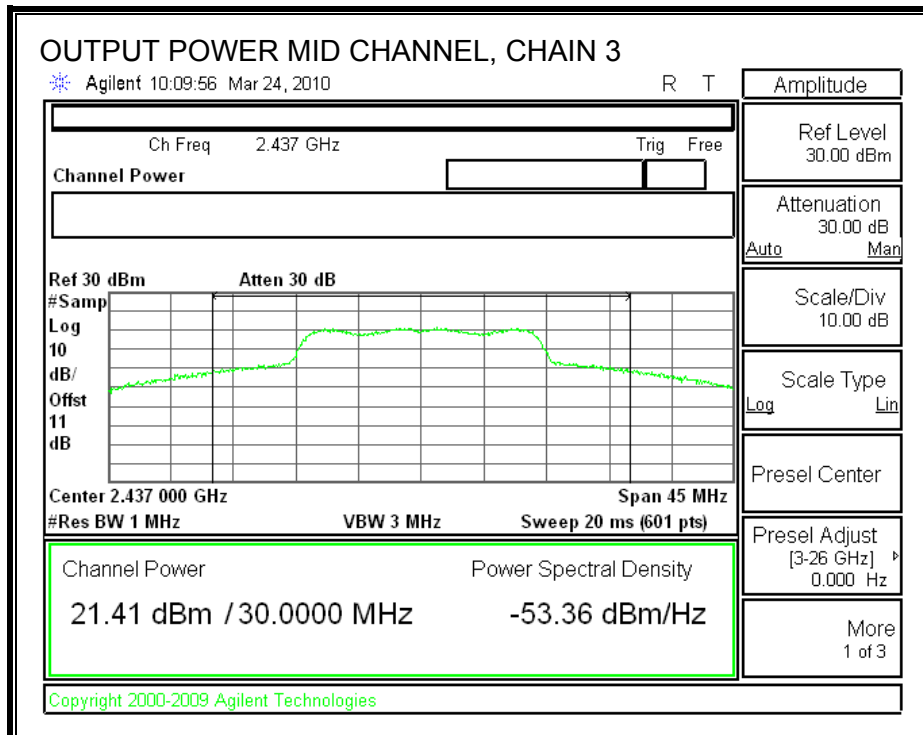 OUTPUT POWER MID CHANNEL, CHAIN 3
Agilent 10:09:56 Mar 24, 2010 R T
Ch Freq 2.437 GHz Trig Free
Channel Power
Ref 30 dBm Atten 30 dB
#Samp
Log
10
dB/
Offst
11
dB
Center 2.437 000 GHz Span 45 MHz
#Res BW 1 MHz VBW 3 MHz Sweep 20 ms (601 pts)
Channel Power Power Spectral Density
21.41 dBm / 30.0000 MHz -53.36 dBm/Hz
Copyright 2000-2009 Agilent Technologies
Amplitude
Ref Level
30.00 dBm
Attenuation
30.00 dB
Auto Man
Scale/Div
10.00 dB
Scale Type
Log Lin
Presel Center
Presel Adjust
[3-26 GHz]
0.000 Hz
More
1 of 3